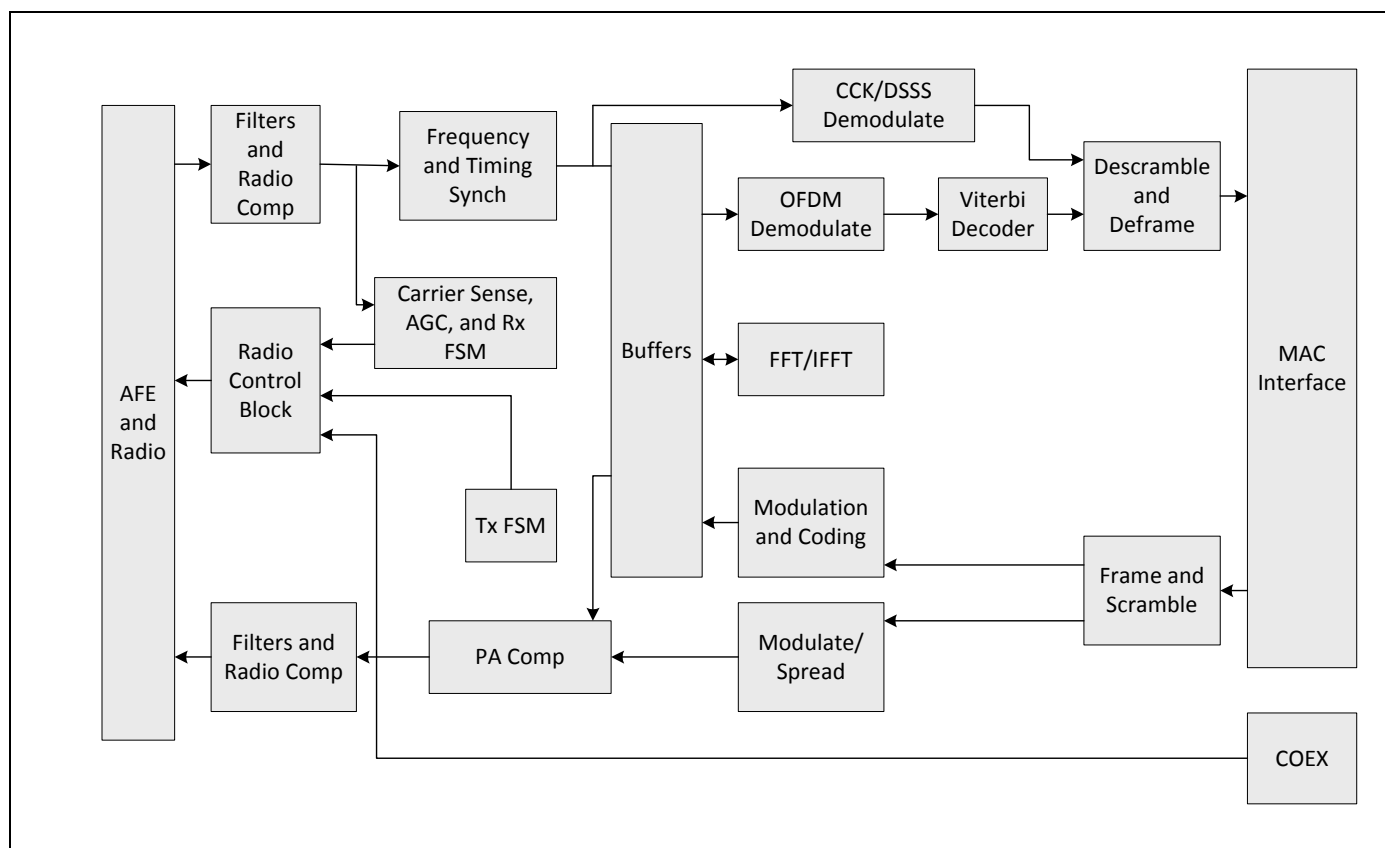 Filters
and
Radio
Comp
Frequency
and Timing
Synch
CCK/DSSS
Demodulate
OFDM
Demodulate
Viterbi
Decoder
Descramble
and
Deframe
Carrier Sense,
AGC, and Rx
FSM
Radio
Control
Block
AFE
and
Radio
Buffers
FFT/IFFT
MAC
Interface
Tx FSM
Modulation
and Coding
Frame and
Scramble
Filters and
Radio Comp
PA Comp
Modulate/
Spread
COEX